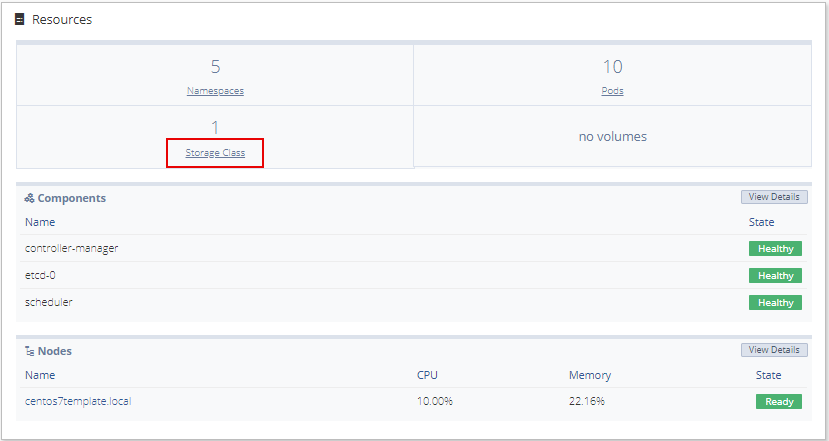 Resources
5
10
Namespaces
Pods
1
Storage Class
no volumes
Components
View Details
Name State
controller-manager Healthy
etcd-0 Healthy
scheduler Healthy
Nodes
View Details
Name CPU Memory State
centos7template.local 10.00% 22.16% Ready